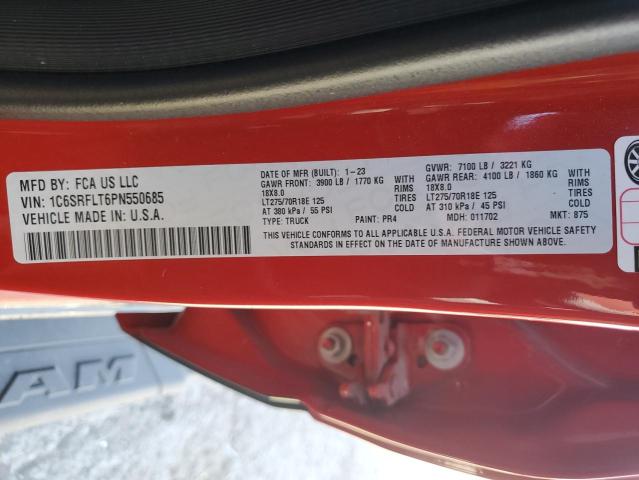 MFD BY: FCA US LLC
VIN: 1C6SRFLT6PN550685
VEHICLE MADE IN: U.S.A.
DATE OF MFR (BUILT): 1-23
GAWR FRONT: 3900 LB / 1770 KG WITH
18X8.0 RIMS
LT275/70R18E 125 TIRES
AT 380 kPa / 55 PSI COLD
TYPE: TRUCK PAINT: PR4
GVWR: 7100 LB / 3221 KG
GAWR REAR: 4100 LB / 1860 KG WITH
18X8.0 RIMS
LT275/70R18E 125 TIRES
AT 310 kPa / 45 PSI COLD
MDH: 011702 MKT: 875
THIS VEHICLE CONFORMS TO ALL APPLICABLE U.S.A. FEDERAL MOTOR VEHICLE SAFETY
STANDARDS IN EFFECT ON THE DATE OF MANUFACTURE SHOWN ABOVE.
RAM